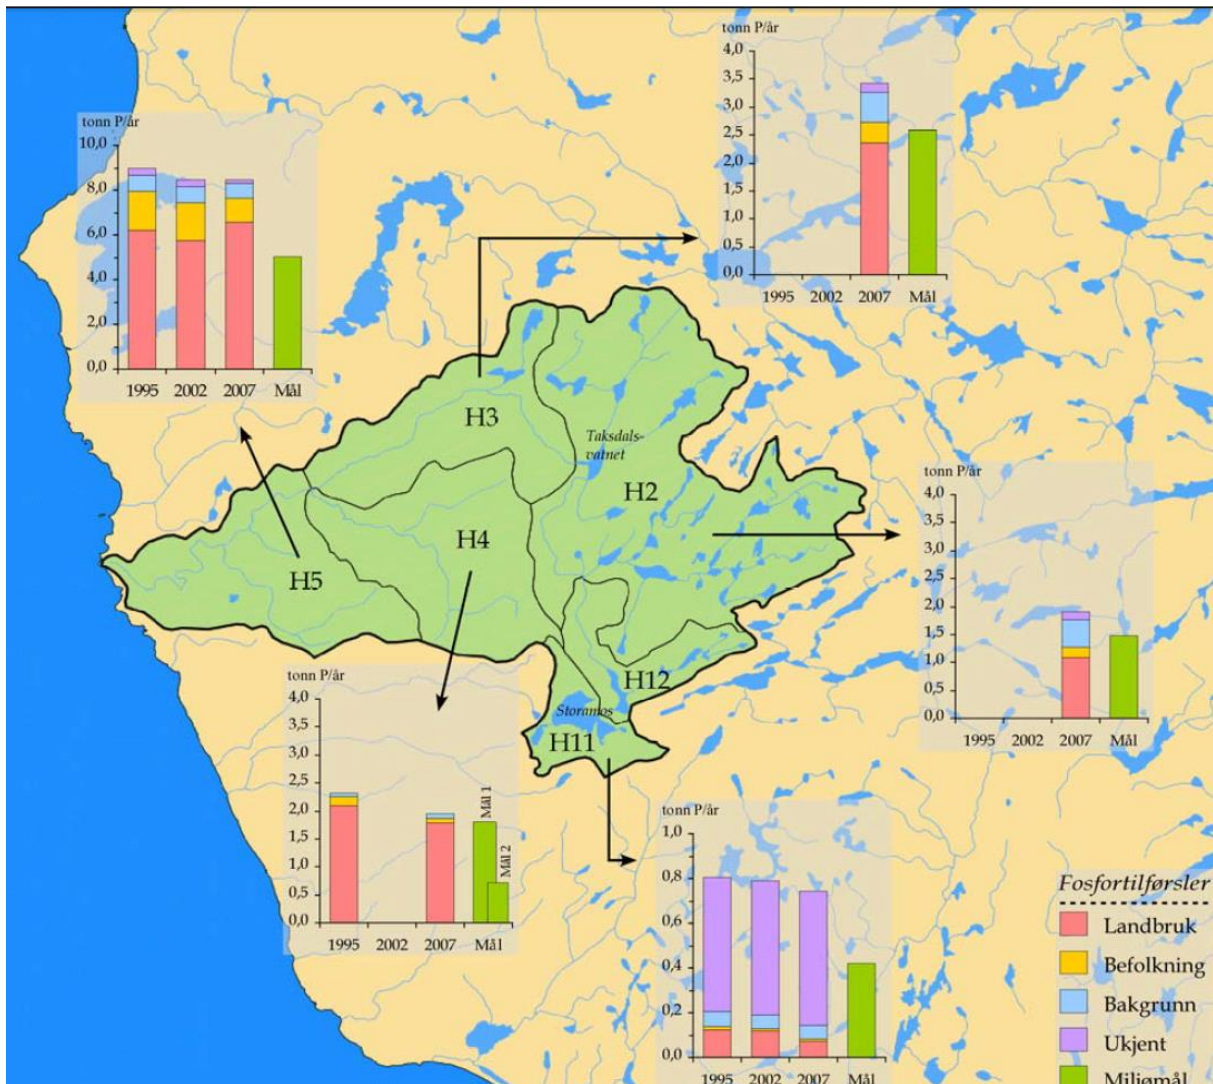 tonn P/år
4,0
3,5
3,0
2,5
2,0
1,5
1,0
0,5
0,0
1995 2002 2007 Mål
tonn P/år
10,0
8,0
6,0
4,0
2,0
0,0
1995 2002 2007 Mål
H3
Taksdals-
vatnet
H2
H4
H5
H12
Storamos
H11
tonn P/år
4,0
3,5
3,0
2,5
2,0
1,5
1,0
0,5
0,0
1995 2002 2007 Mål
tonn P/år
4,0
3,5
3,0
2,5
2,0
1,5
1,0
0,5
0,0
Mål 1
Mål 2
1995 2002 2007 Mål
tonn P/år
1,0
0,8
0,6
0,4
0,2
0,0
1995 2002 2007 Mål
Fosfortilførsler
Landbruk
Befolkning
Bakgrunn
Ukjent
Miljømål